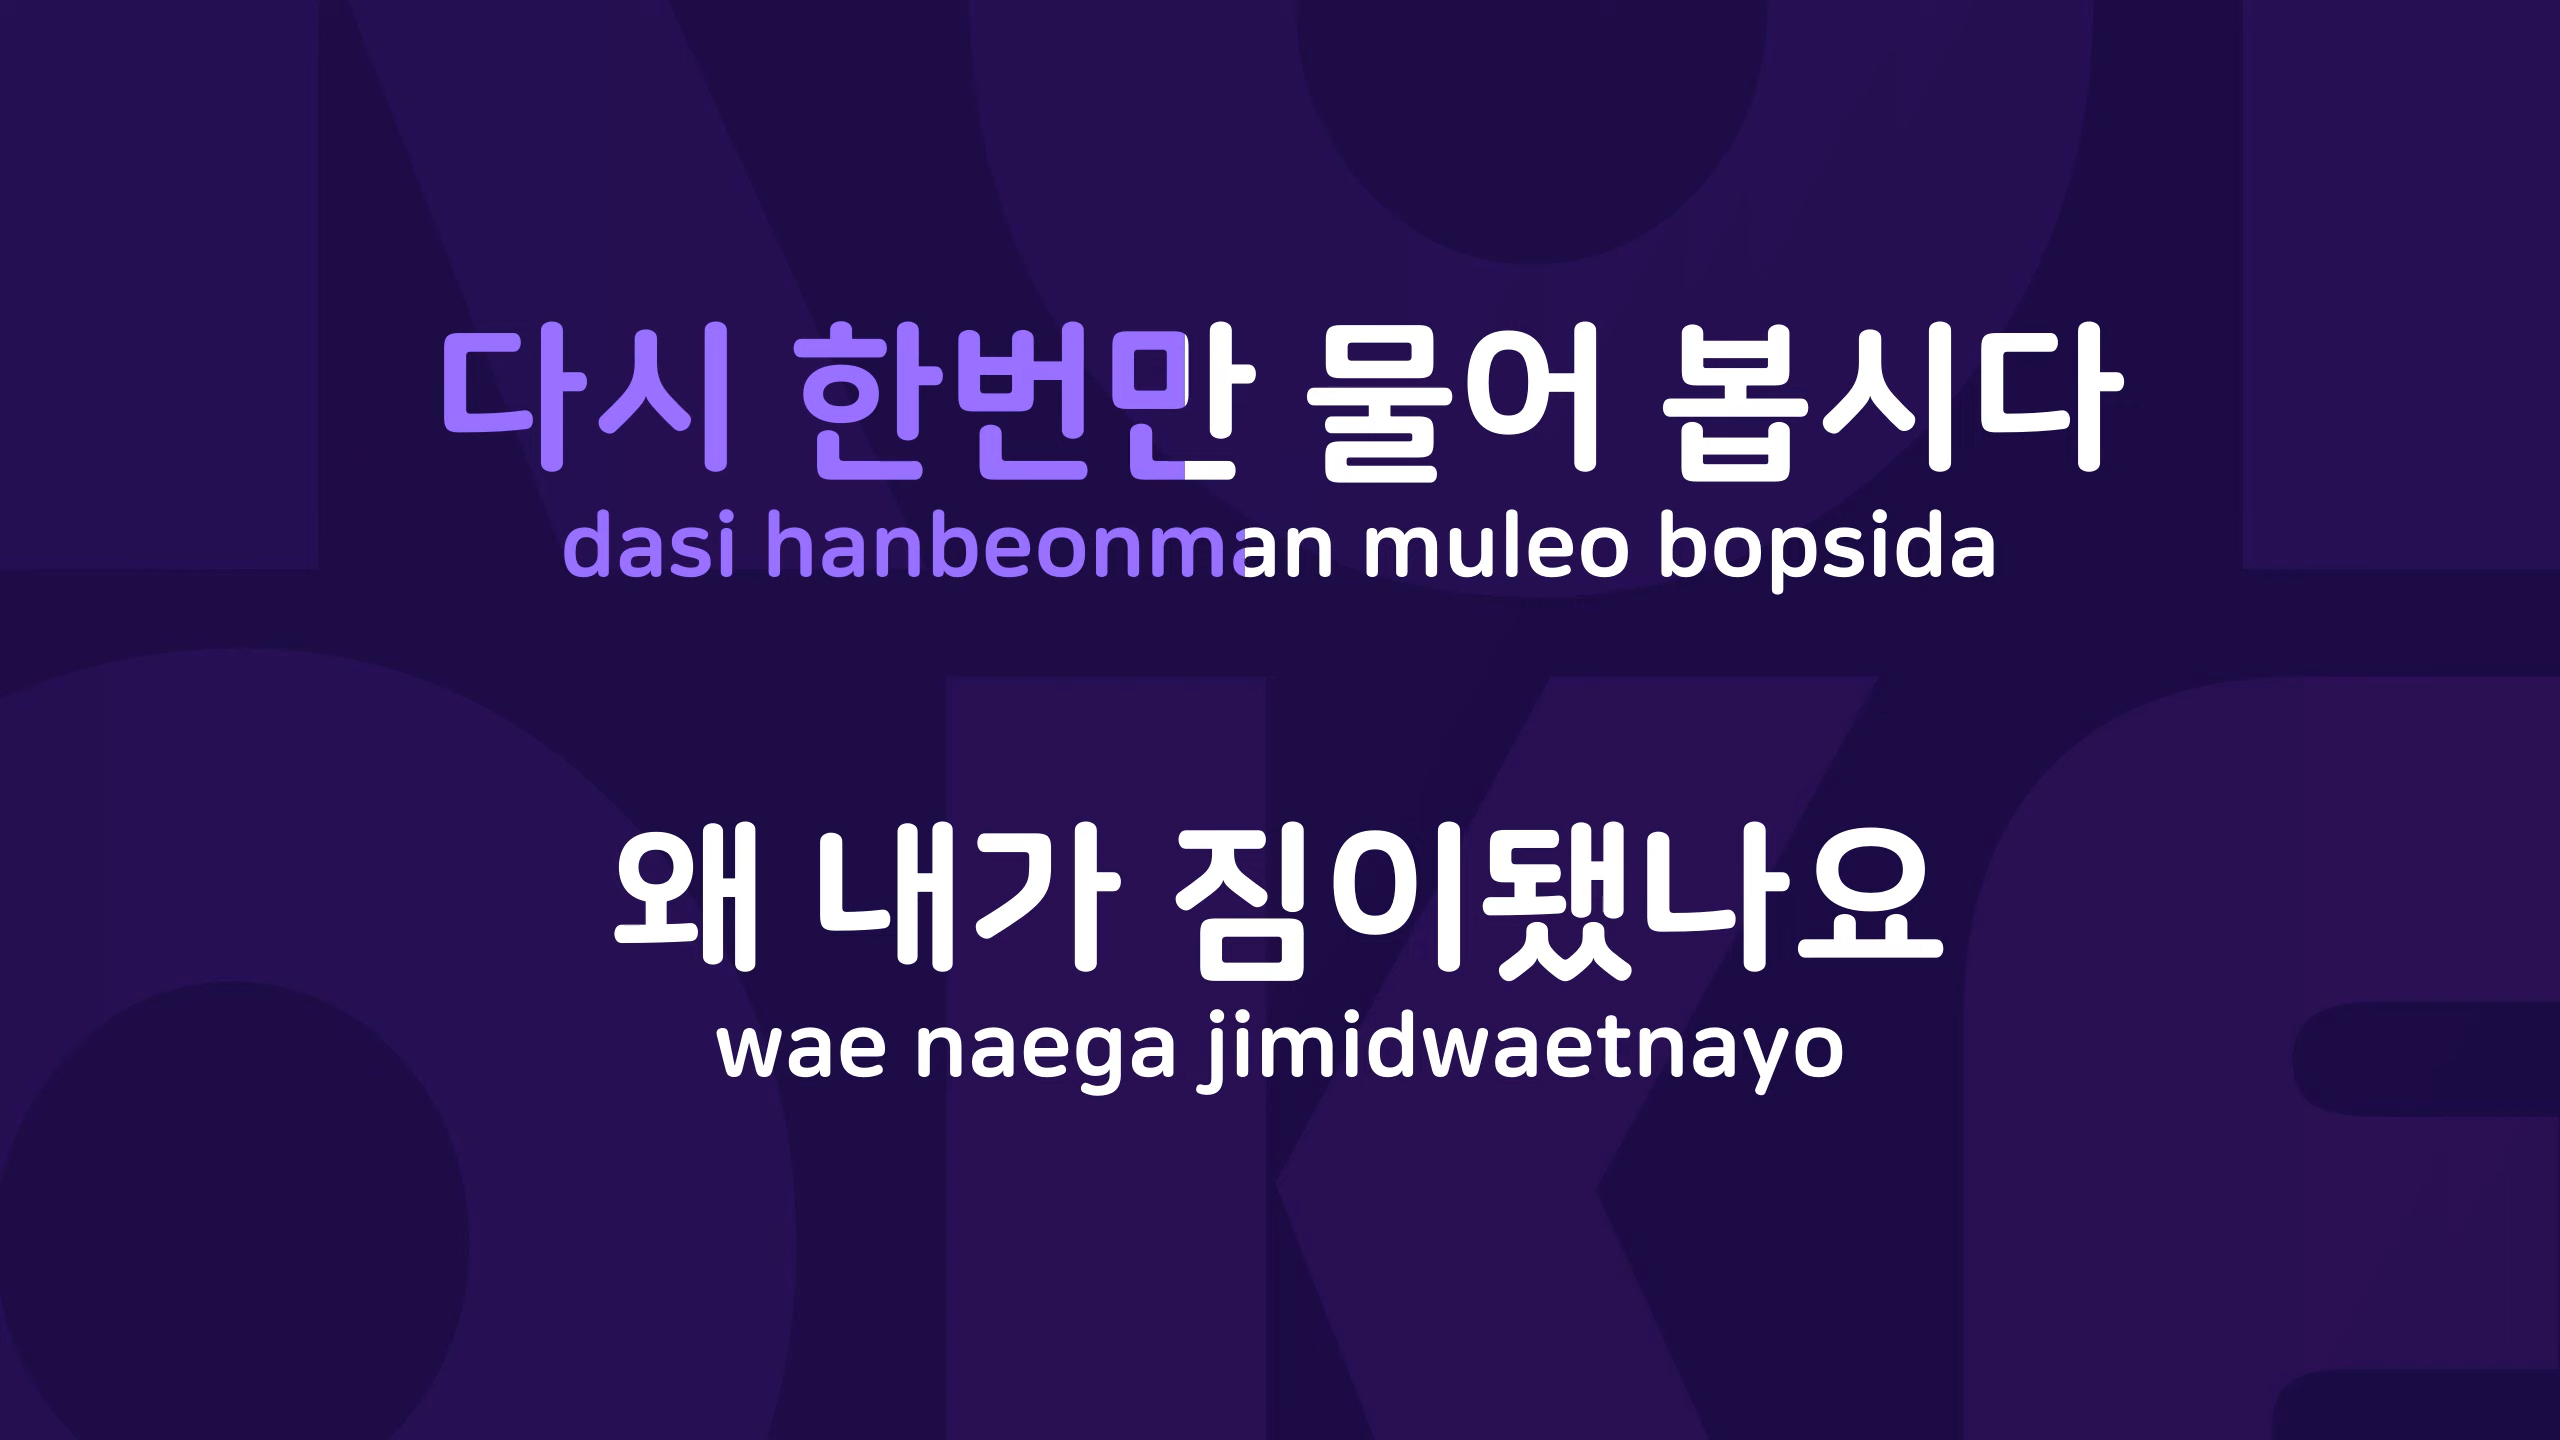 다시 한번만 물어 봅시다
dasi hanbeonman muleo bopsida
왜 내가 짐이됐나요
wae naega jimidwaetnayo